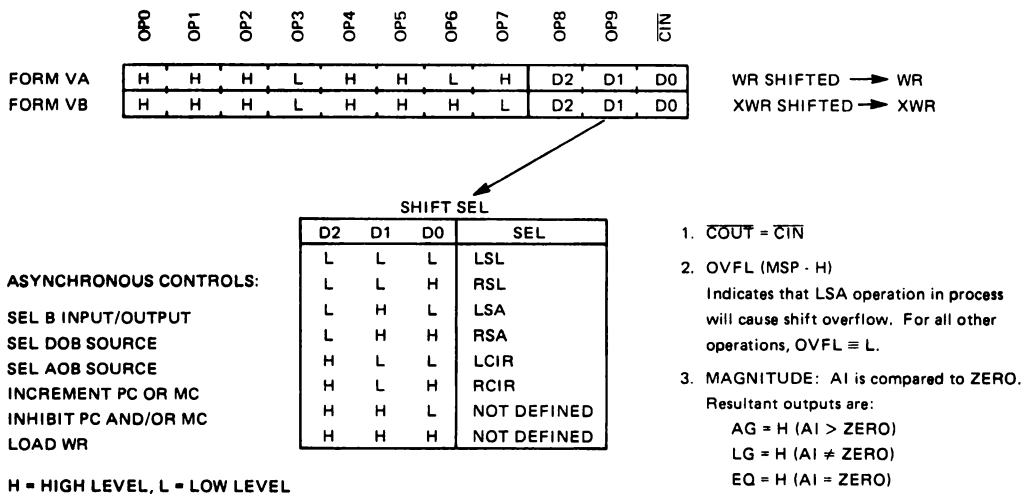 OP0 OP1 OP2 OP3 OP4 OP5 OP6 OP7 OP8 OP9 CIN
FORM VA H H H L H H L H D2 D1 D0 WR SHIFTED → WR
FORM VB H H H L H H H L D2 D1 D0 XWR SHIFTED → XWR
SHIFT SEL
D2 D1 D0 SEL
L L L LSL
L L H RSL
L H L LSA
L H H RSA
H L L LCIR
H L H RCIR
H H L NOT DEFINED
H H H NOT DEFINED
ASYNCHRONOUS CONTROLS:
SEL B INPUT/OUTPUT
SEL DOB SOURCE
SEL AOB SOURCE
INCREMENT PC OR MC
INHIBIT PC AND/OR MC
LOAD WR
H = HIGH LEVEL, L = LOW LEVEL
1. COUT = CIN
2. OVFL (MSP - H)
Indicates that LSA operation in process
will cause shift overflow. For all other
operations, OVFL ≡ L.
3. MAGNITUDE: AI is compared to ZERO.
Resultant outputs are:
AG = H (AI > ZERO)
LG = H (AI ≠ ZERO)
EQ = H (AI = ZERO)